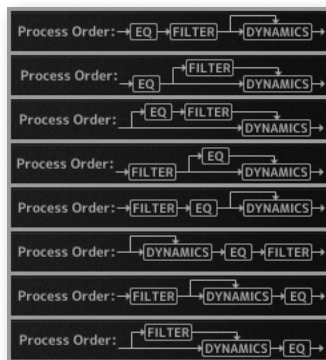 Process Order: EQ FILTER DYNAMICS
Process Order: EQ FILTER DYNAMICS
Process Order: EQ FILTER DYNAMICS
Process Order: FILTER EQ DYNAMICS
Process Order: FILTER EQ DYNAMICS
Process Order: DYNAMICS EQ FILTER
Process Order: FILTER DYNAMICS EQ
Process Order: FILTER DYNAMICS EQ